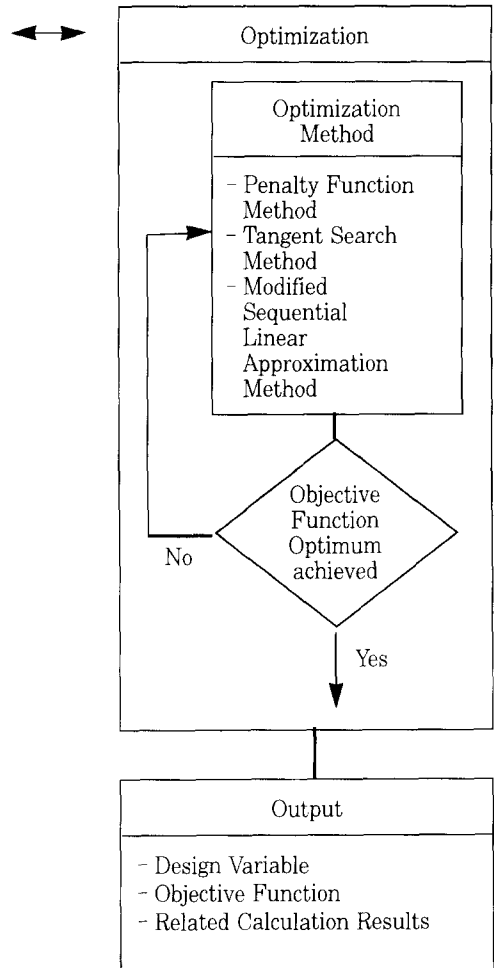 Optimization
Optimization
Method
- Penalty Function
Method
- Tangent Search
Method
- Modified
Sequential
Linear
Approximation
Method
Objective
Function
Optimum
achieved
No
Yes
Output
- Design Variable
- Objective Function
- Related Calculation Results